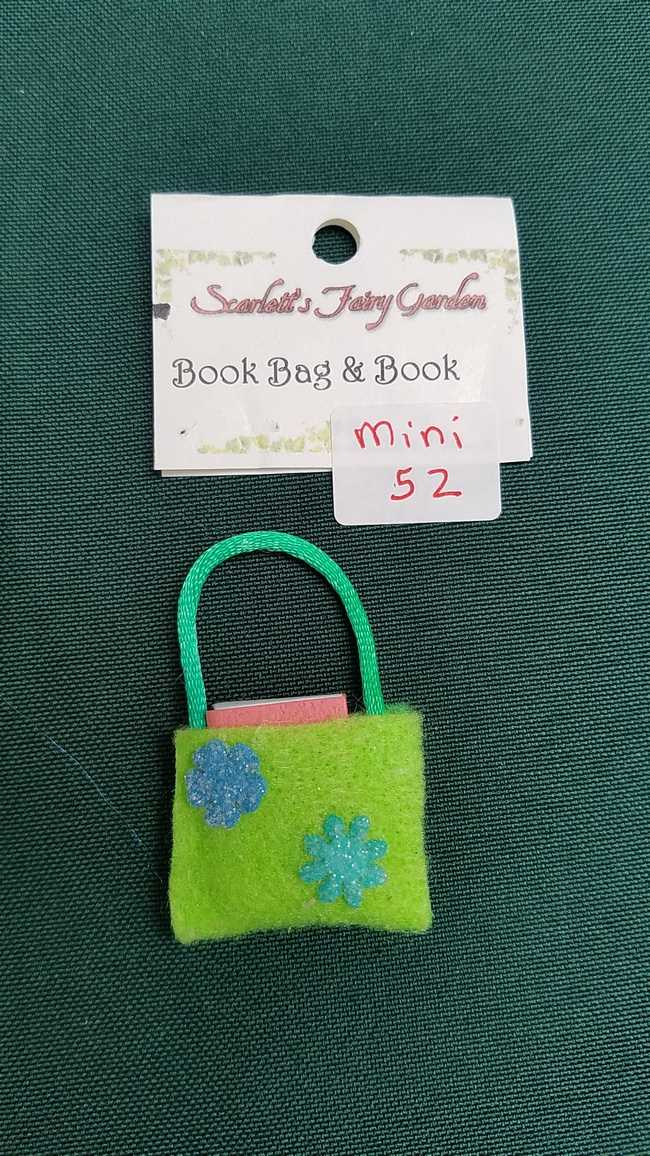 Scarlett's Fairy Garden
Book Bag & Book
mini
52